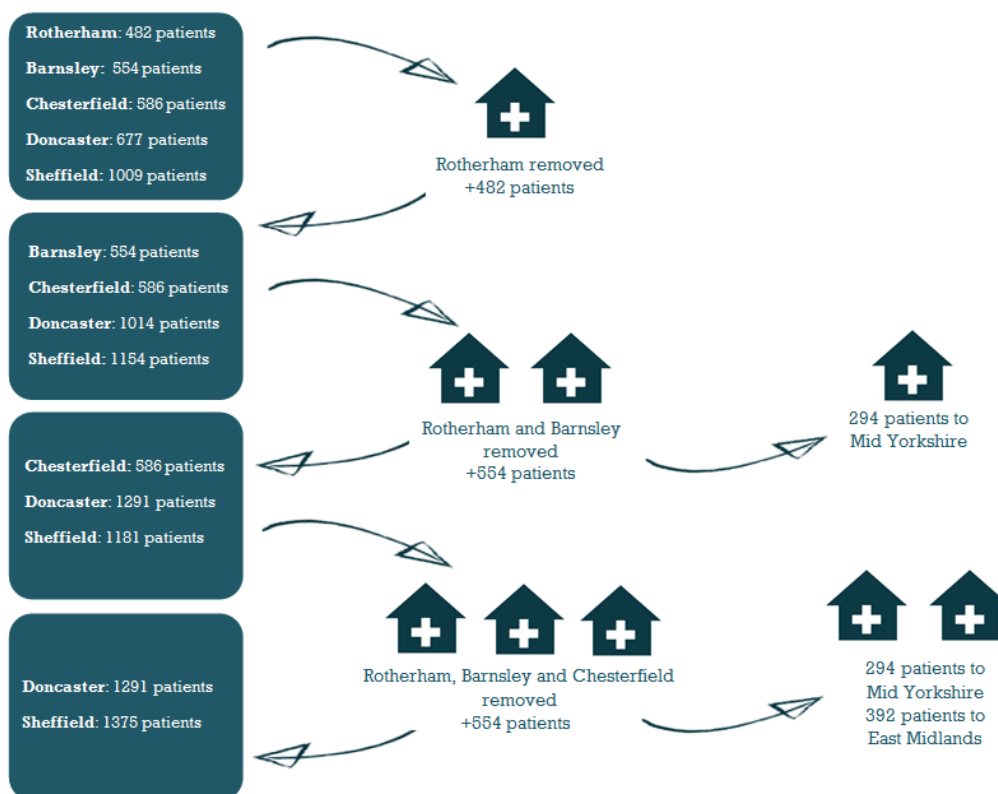 Rotherham: 482 patients
Barnsley: 554 patients
Chesterfield: 586 patients
Doncaster: 677 patients
Sheffield: 1009 patients
Rotherham removed
+482 patients
Barnsley: 554 patients
Chesterfield: 586 patients
Doncaster: 1014 patients
Sheffield: 1154 patients
Rotherham and Barnsley
removed
+554 patients
294 patients to
Mid Yorkshire
Chesterfield: 586 patients
Doncaster: 1291 patients
Sheffield: 1181 patients
Rotherham, Barnsley and Chesterfield
removed
+554 patients
294 patients to
Mid Yorkshire
392 patients to
East Midlands
Doncaster: 1291 patients
Sheffield: 1375 patients